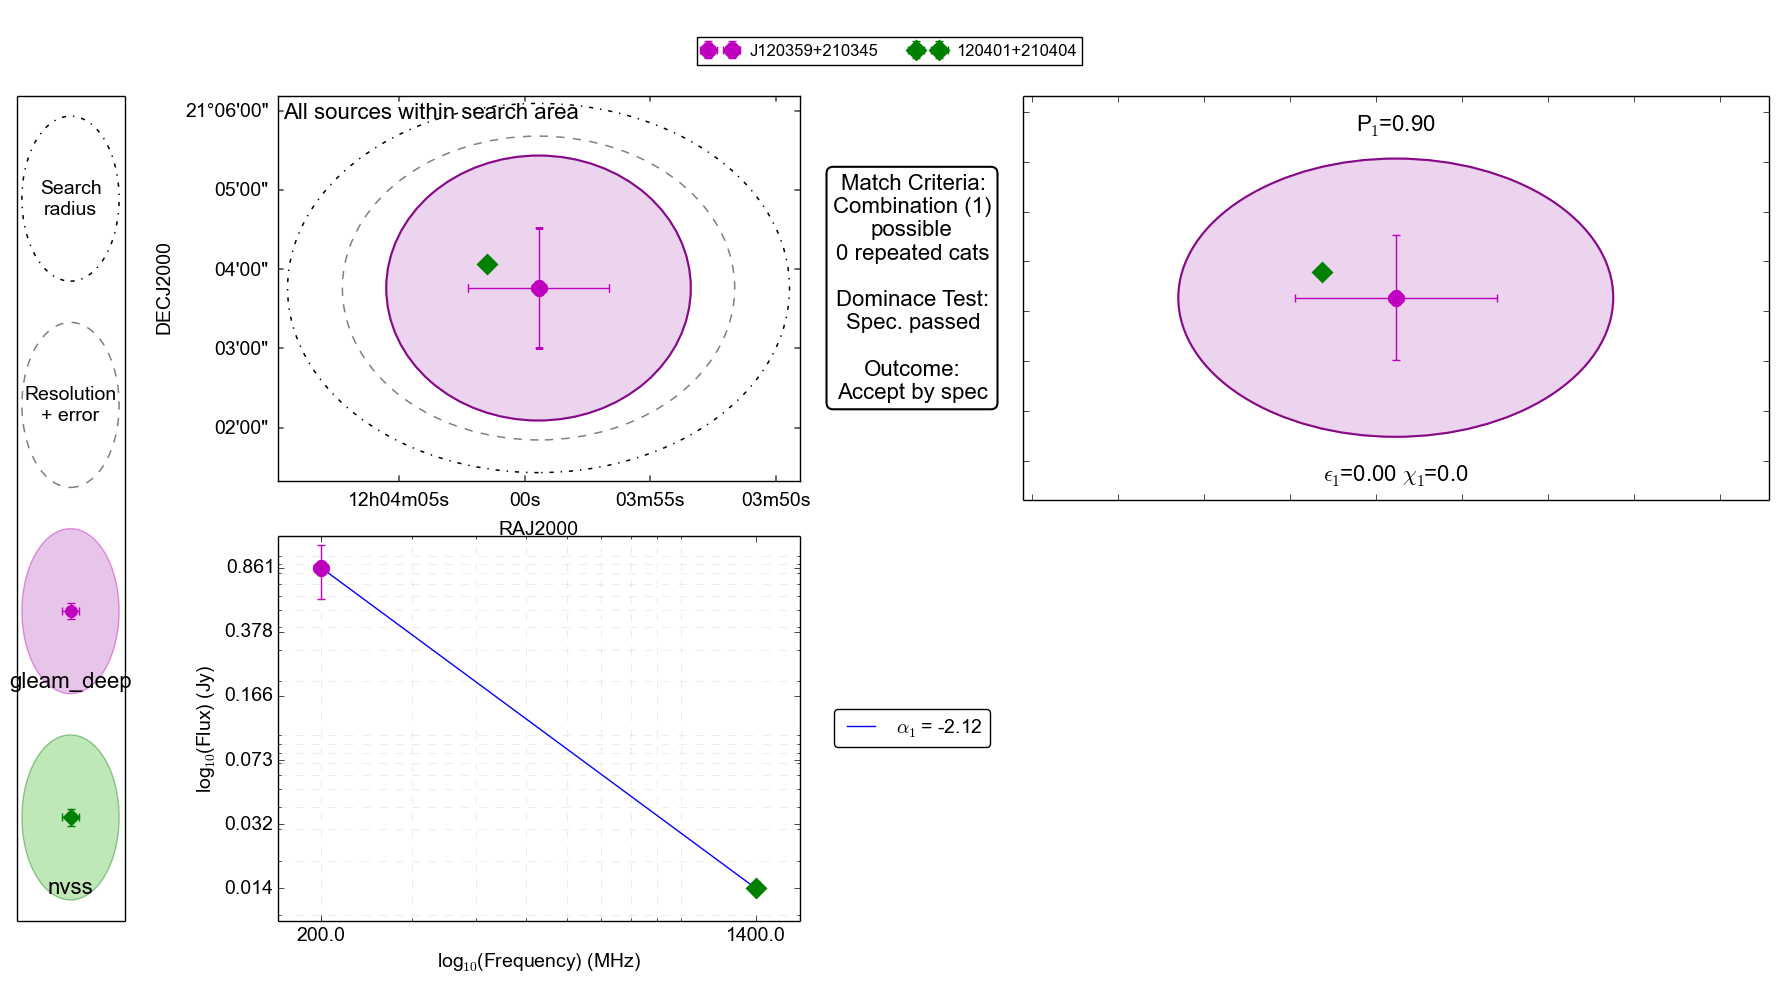 J120359+210345 120401+210404
Search
radius
Resolution
+ error
gleam_deep
nvss
All sources within search area
21°06'00"
05'00"
04'00"
03'00"
02'00"
DECJ2000
12h04m05s 00s 03m55s 03m50s
RAJ2000
Match Criteria:
Combination (1)
possible
0 repeated cats
Dominace Test:
Spec. passed
Outcome:
Accept by spec
P₁=0.90
ϵ₁=0.00 χ₁=0.0
0.861
0.378
0.166
0.073
0.032
0.014
log₁₀(Flux) (Jy)
200.0 1400.0
log₁₀(Frequency) (MHz)
α₁ = -2.12